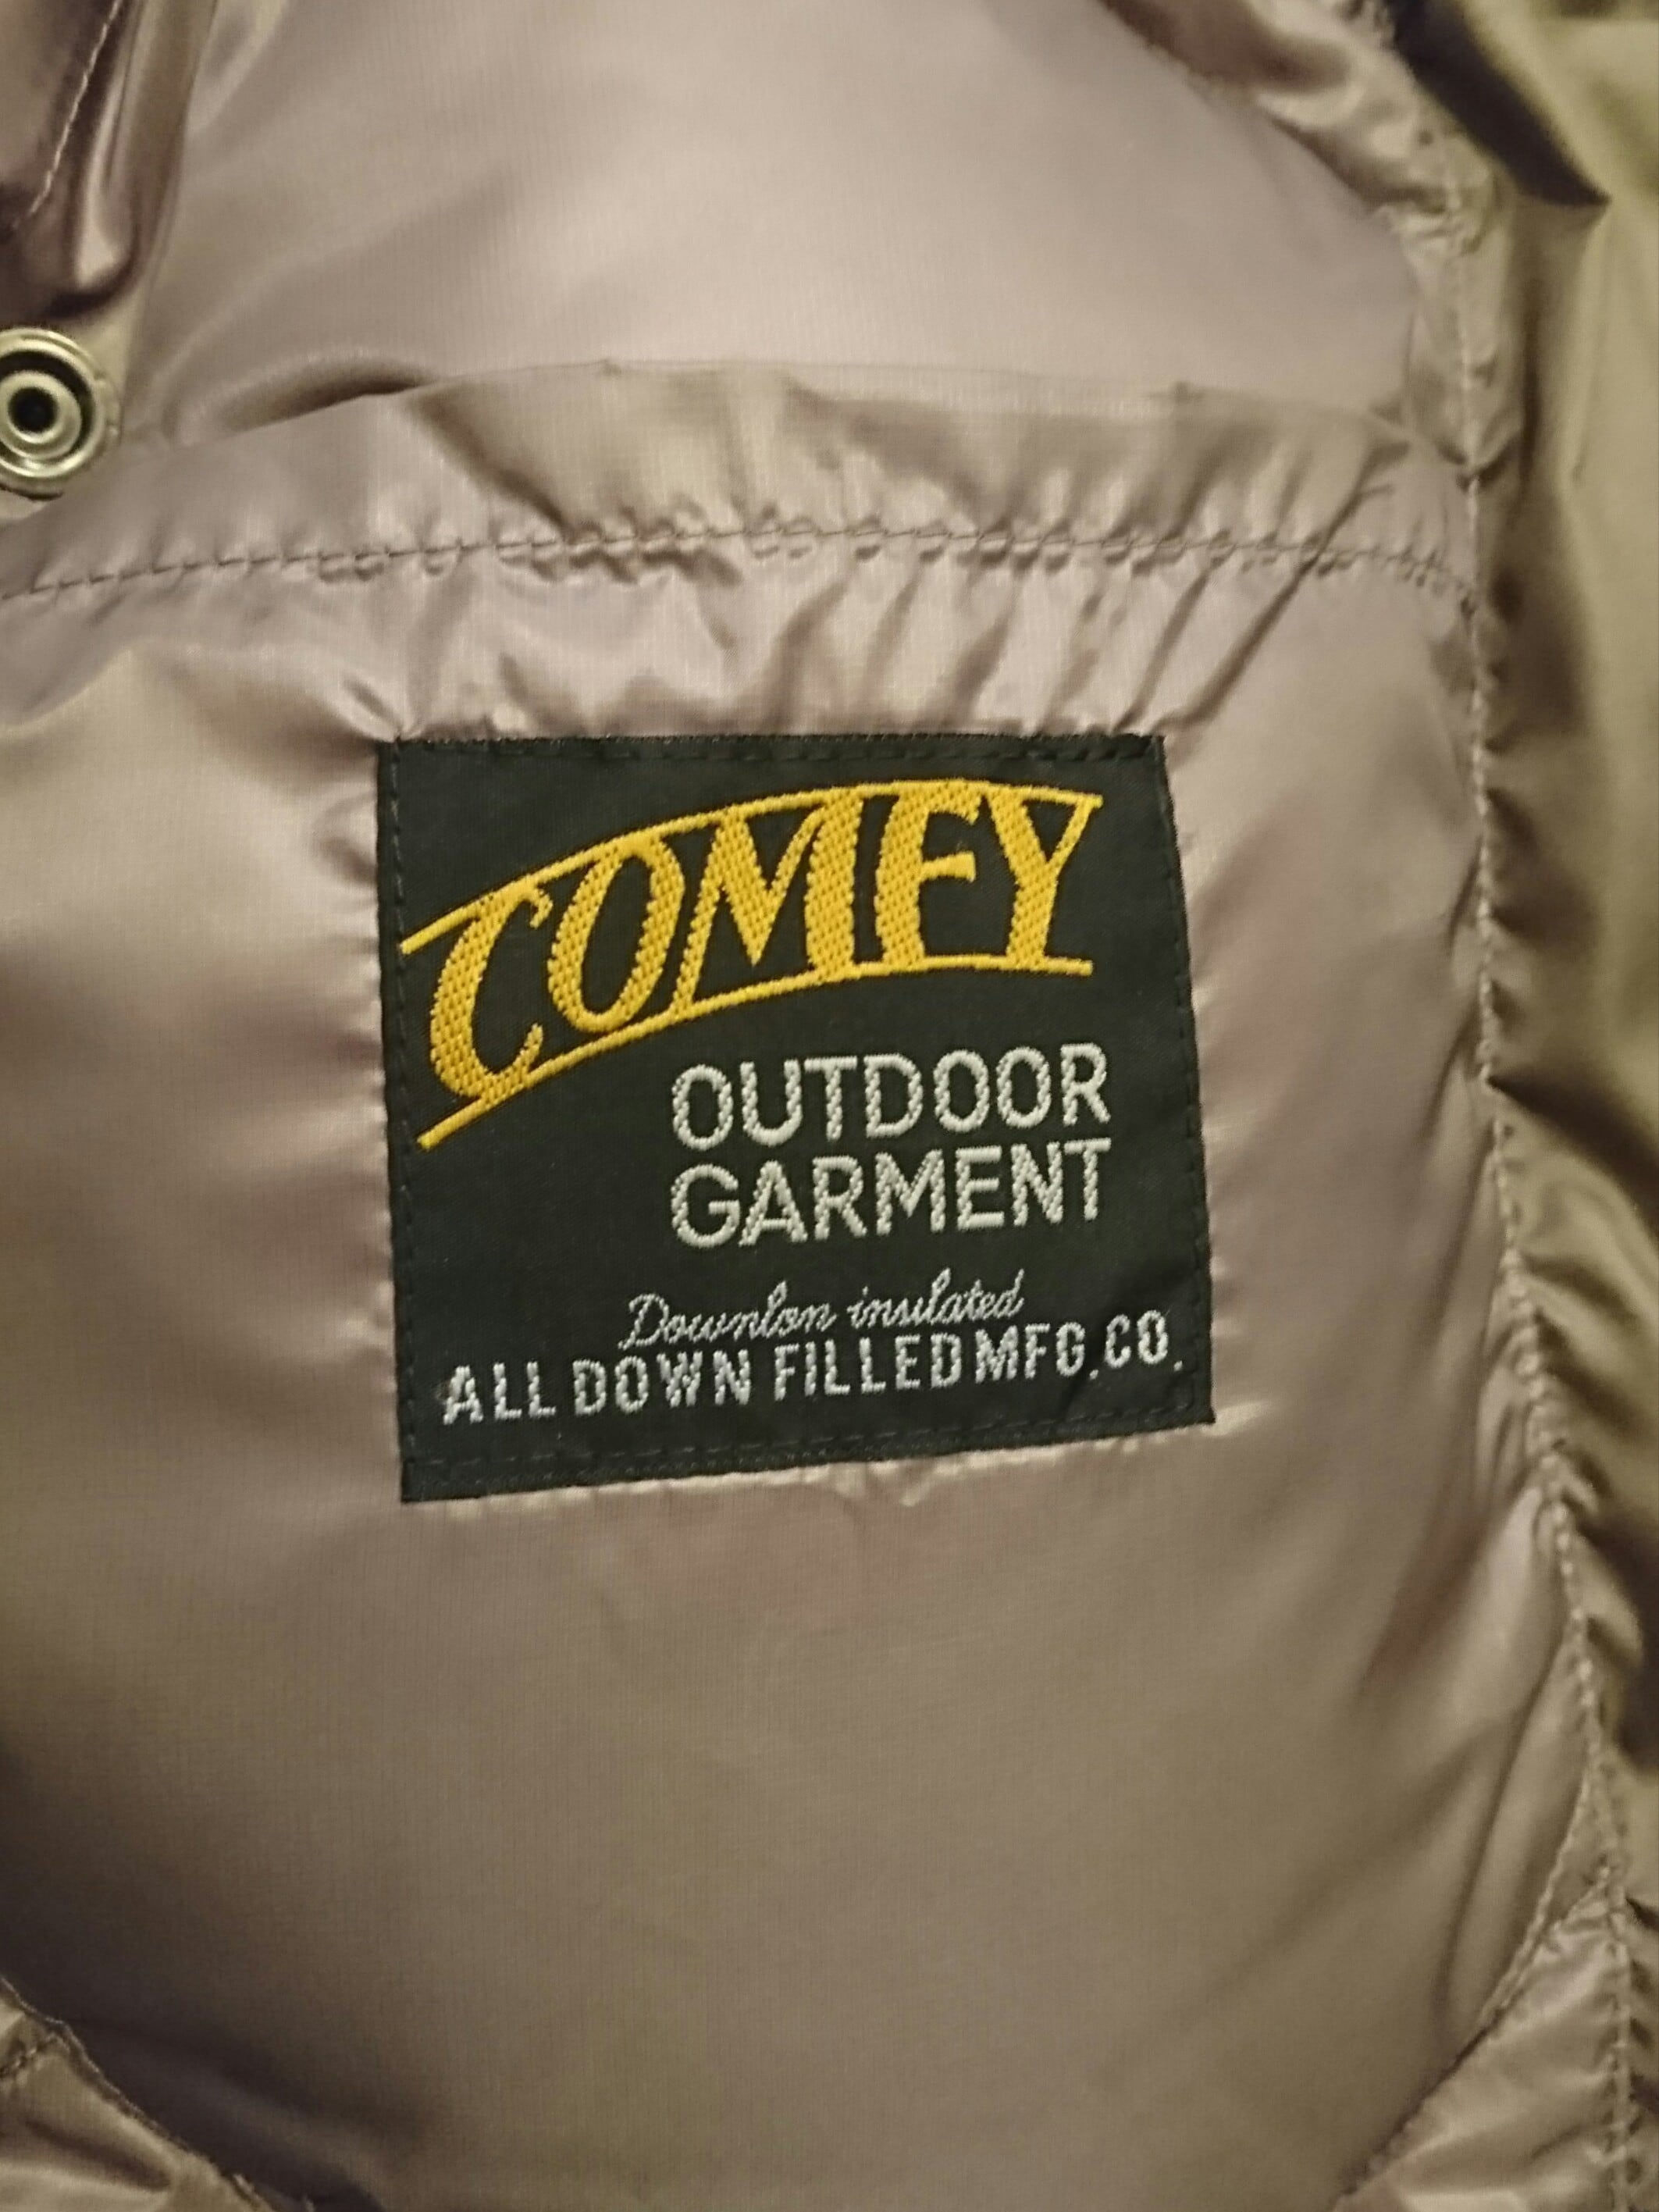 COMFY
OUTDOOR
GARMENT
Downlon insulated
ALL DOWN FILLED MFG.CO.